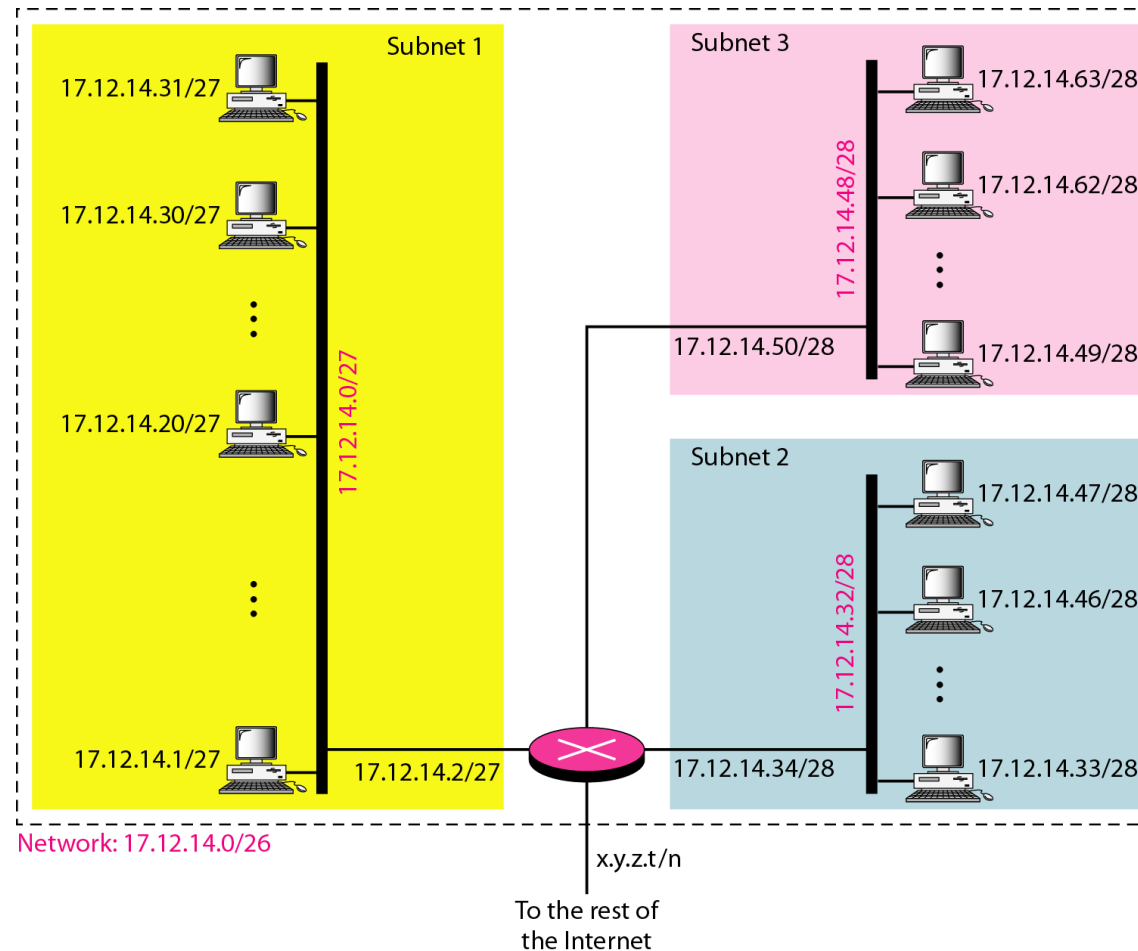 Subnet 1
17.12.14.31/27
17.12.14.30/27
17.12.14.20/27
17.12.14.0/27
17.12.14.1/27
17.12.14.2/27
Subnet 3
17.12.14.63/28
17.12.14.62/28
17.12.14.48/28
17.12.14.50/28
17.12.14.49/28
Subnet 2
17.12.14.47/28
17.12.14.46/28
17.12.14.32/28
17.12.14.34/28
17.12.14.33/28
Network: 17.12.14.0/26
x.y.z.t/n
To the rest of
the Internet